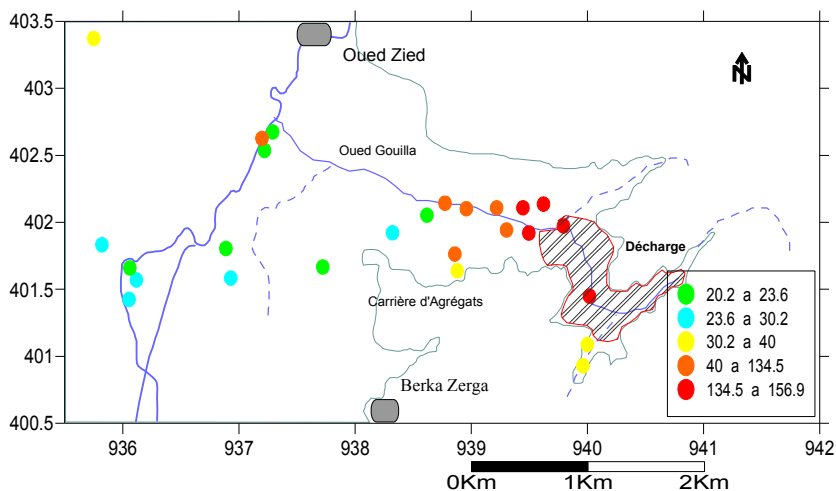 403.5
403
402.5
402
401.5
401
400.5
Oued Zied
N
Oued Gouilla
Décharge
Carrière d'Agrégats
Berka Zerga
20.2 a 23.6
23.6 a 30.2
30.2 a 40
40 a 134.5
134.5 a 156.9
936 937 938 939 940 941 942
0Km 1Km 2Km